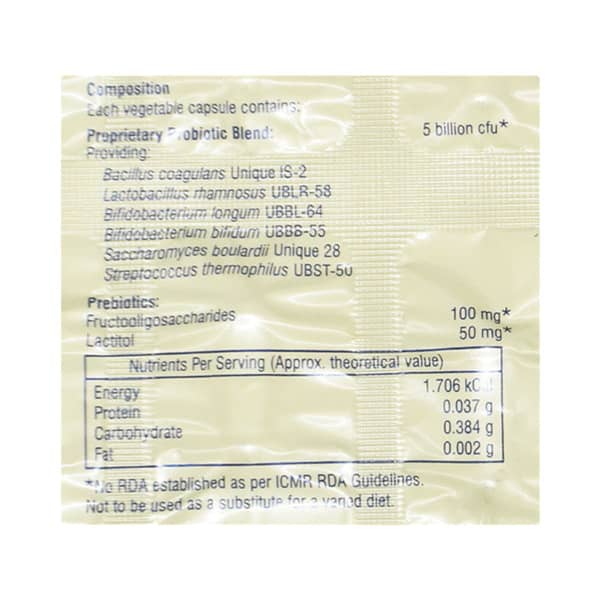 Composition
Each vegetable capsule contains:
Proprietary Probiotic Blend: 5 billion cfu*
Providing:
Bacillus coagulans Unique IS-2
Lactobacillus rhamnosus UBLR-58
Bifidobacterium longum UBBL-64
Bifidobacterium bifidum UBBB-55
Saccharomyces boulardii Unique 28
Streptococcus thermophilus UBST-50
Prebiotics:
Fructooligosaccharides 100 mg*
Lactitol 50 mg*
Nutrients Per Serving (Approx. theoretical value)
Energy 1.706 kCal
Protein 0.037 g
Carbohydrate 0.384 g
Fat 0.002 g
*No RDA established as per ICMR RDA Guidelines.
Not to be used as a substitute for a varied diet.